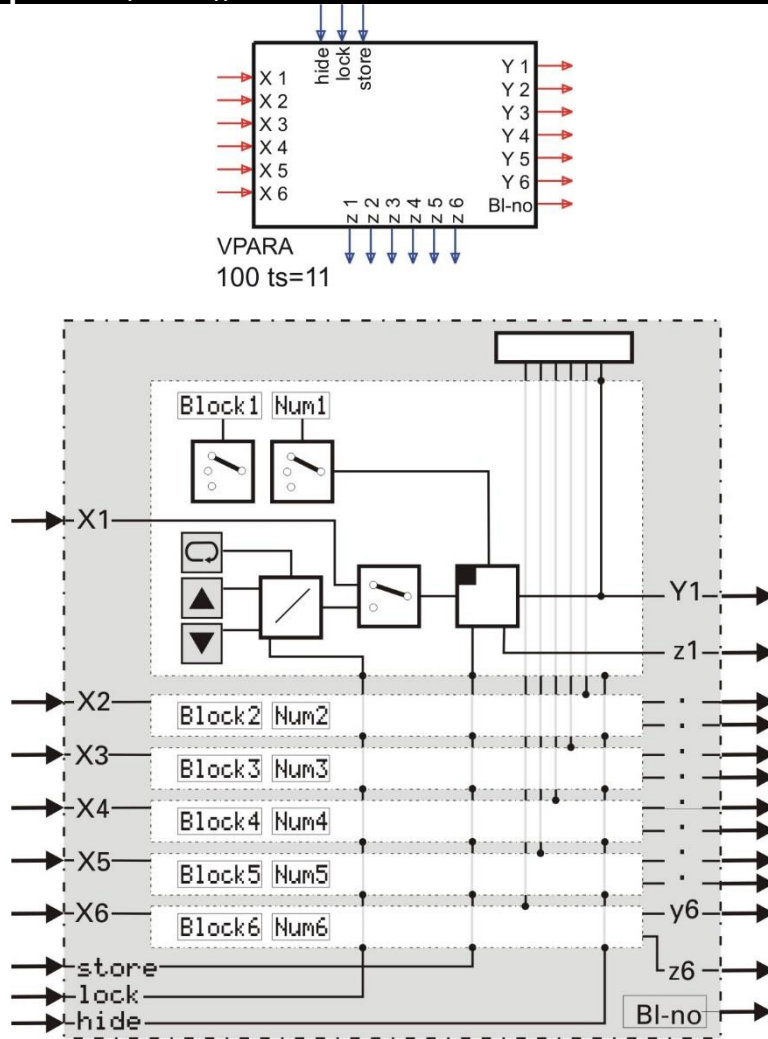 hide
lock
store
X 1
X 2
X 3
X 4
X 5
X 6
Y 1
Y 2
Y 3
Y 4
Y 5
Y 6
Bl-no
z 1
z 2
z 3
z 4
z 5
z 6
VPARA
100 ts=11
Block1 Num1
X1
Y1
z1
X2
Block2 Num2
X3
Block3 Num3
X4
Block4 Num4
X5
Block5 Num5
X6
Block6 Num6
y6
store
z6
lock
hide
Bl-no